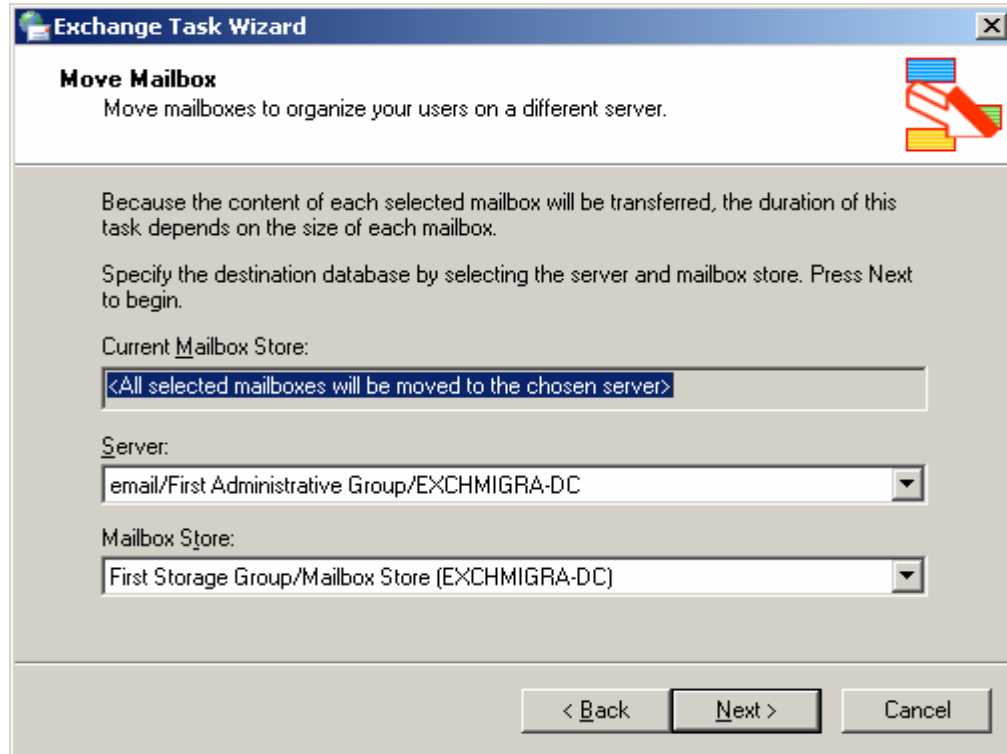 Exchange Task Wizard
Move Mailbox
Move mailboxes to organize your users on a different server.
Because the content of each selected mailbox will be transferred, the duration of this
task depends on the size of each mailbox.
Specify the destination database by selecting the server and mailbox store. Press Next
to begin.
Current Mailbox Store:
<All selected mailboxes will be moved to the chosen server>
Server:
email/First Administrative Group/EXCHMIGRA-DC
Mailbox Store:
First Storage Group/Mailbox Store (EXCHMIGRA-DC)
< Back Next > Cancel